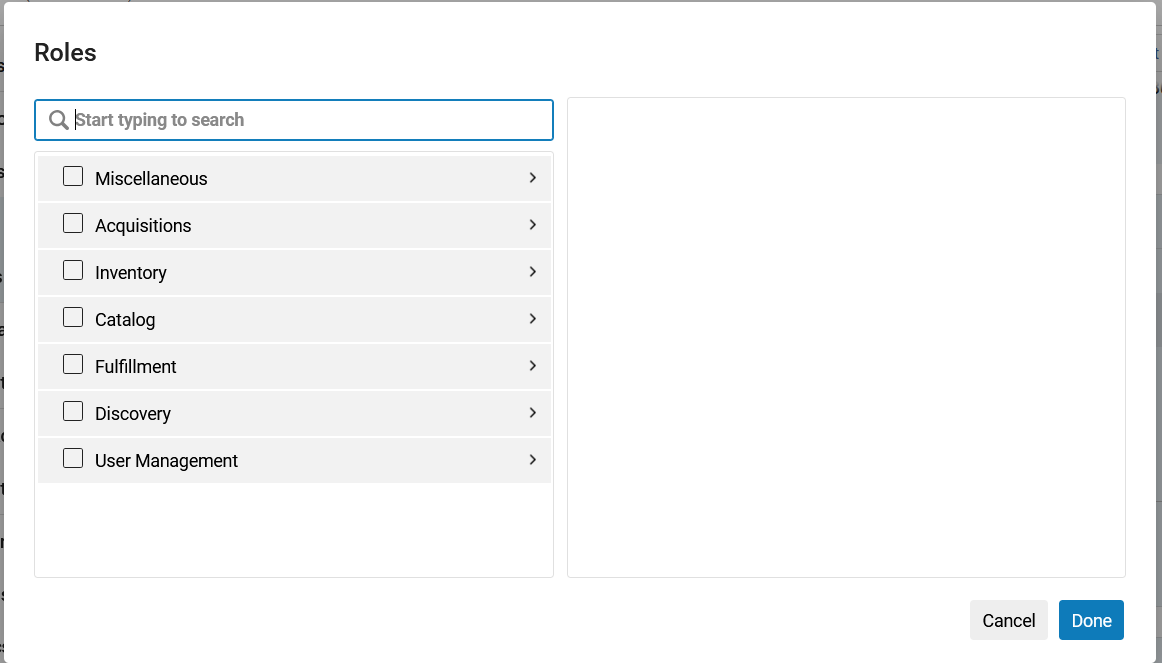 Roles
Start typing to search
Miscellaneous
Acquisitions
Inventory
Catalog
Fulfillment
Discovery
User Management
Cancel
Done